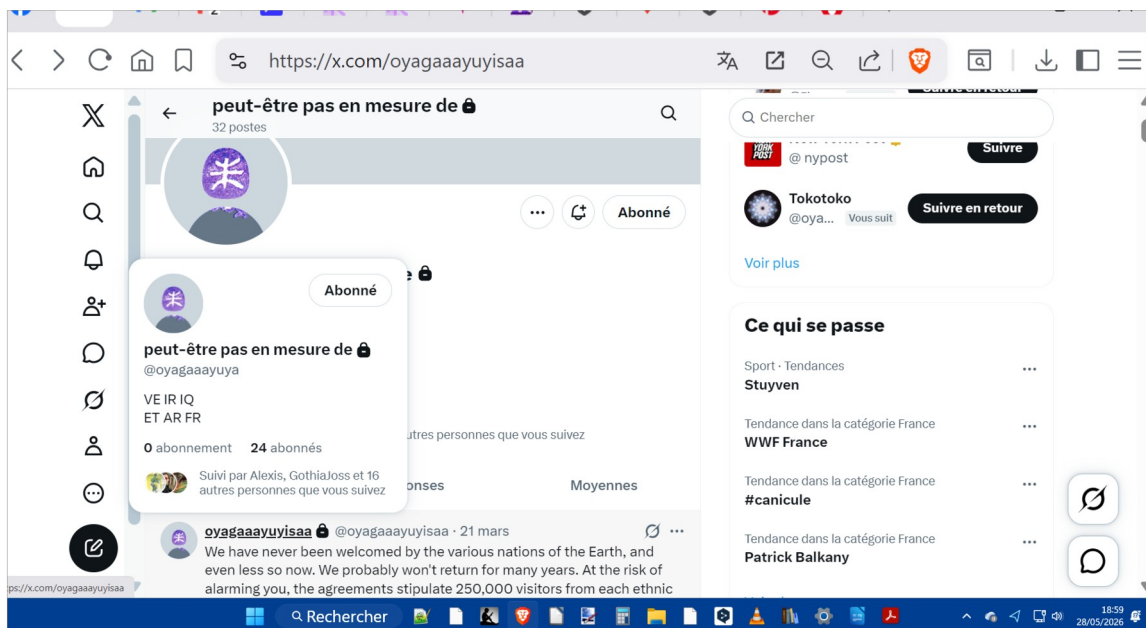 https://x.com/oyagaaayuyisaa
peut-être pas en mesure de
32 postes
Abonné
Abonné
peut-être pas en mesure de
@oyagaaayuya
VE IR IQ
ET AR FR
0 abonnement 24 abonnés
Suivi par Alexis, GothiaJoss et 16
autres personnes que vous suivez
utres personnes que vous suivez
onses
Moyennes
oyagaaayuyisaa @oyagaaayuyisaa · 21 mars
We have never been welcomed by the various nations of the Earth, and
even less so now. We probably won't return for many years. At the risk of
alarming you, the agreements stipulate 250,000 visitors from each ethnic
Chercher
YORK
POST
@ nypost
Suivre
Tokotoko
@oya... Vous suit
Suivre en retour
Voir plus
Ce qui se passe
Sport · Tendances
Stuyven
Tendance dans la catégorie France
WWF France
Tendance dans la catégorie France
#canicule
Tendance dans la catégorie France
Patrick Balkany
ps://x.com/oyagaaayuyisaa
Rechercher
18:59
28/05/2026